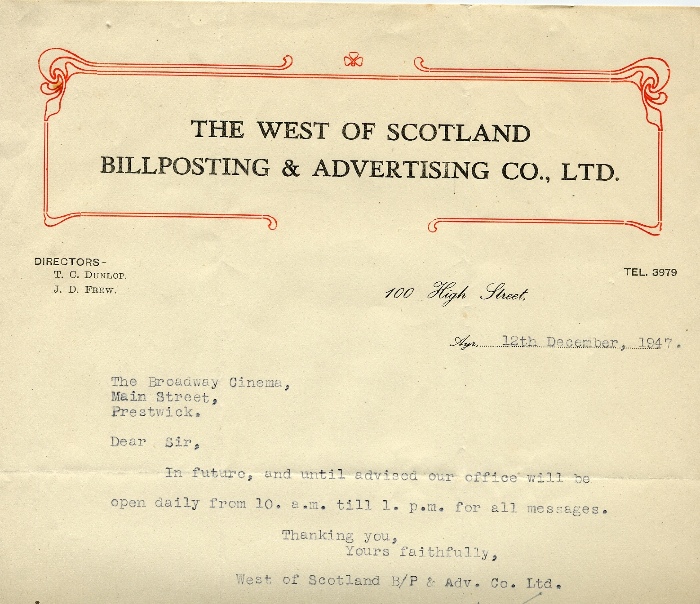 THE WEST OF SCOTLAND
BILLPOSTING & ADVERTISING CO., LTD.
DIRECTORS-
T. C. DUNLOP.
J. D. FREW.
TEL. 3979
100 High Street,
Ayr, 12th December, 1947.
The Broadway Cinema,
Main Street,
Prestwick.
Dear Sir,
In future, and until advised our office will be
open daily from 10. a.m. till 1. p.m. for all messages.
Thanking you,
Yours faithfully,
West of Scotland B/P & Adv. Co. Ltd.